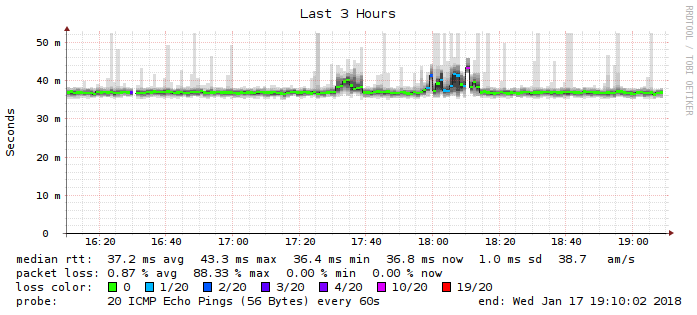 Last 3 Hours
RRDTOOL / TOBI OETIKER
Seconds
50 m
40 m
30 m
20 m
10 m
0
16:20 16:40 17:00 17:20 17:40 18:00 18:20 18:40 19:00
median rtt: 37.2 ms avg 43.3 ms max 36.4 ms min 36.8 ms now 1.0 ms sd 38.7 am/s
packet loss: 0.87 % avg 88.33 % max 0.00 % min 0.00 % now
loss color: 0 1/20 2/20 3/20 4/20 10/20 19/20
probe: 20 ICMP Echo Pings (56 Bytes) every 60s end: Wed Jan 17 19:10:02 2018